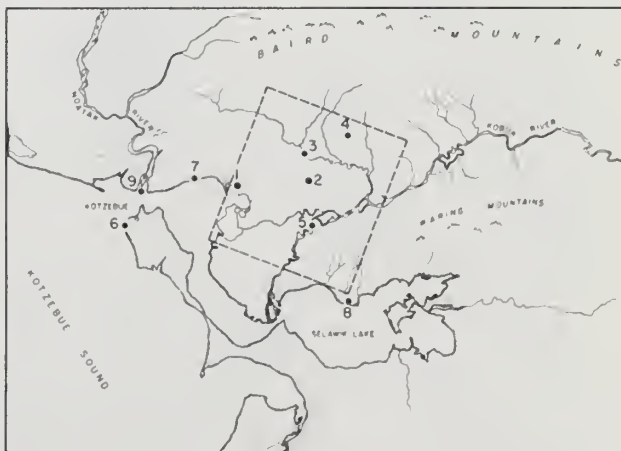 BAIRD MOUNTAINS
NOATAK RIVER
KOBUK RIVER
4
3
7
1
2
9
KOTZEBUE
6
5
WARING MOUNTAINS
8
SELAWIK LAKE
KOTZEBUE SOUND